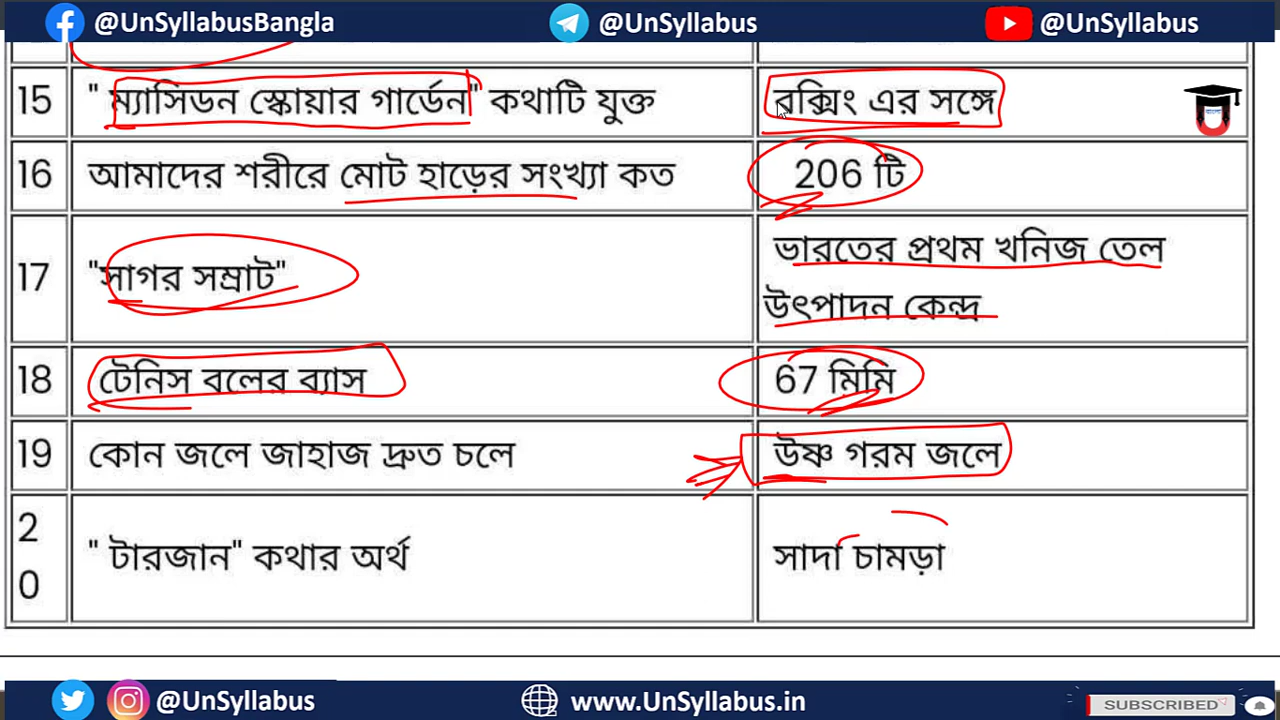 @UnSyllabusBangla @UnSyllabus @UnSyllabus
15 " ম্যাসিডন স্কোয়ার গার্ডেন" কথাটি যুক্ত বক্সিং এর সঙ্গে
16 আমাদের শরীরে মোট হাড়ের সংখ্যা কত 206 টি
17 "সাগর সম্রাট" ভারতের প্রথম খনিজ তেল
উৎপাদন কেন্দ্র
18 টেনিস বলের ব্যাস 67 মিমি
19 কোন জলে জাহাজ দ্রুত চলে উষ্ণ গরম জলে
2
0 " টারজান" কথার অর্থ সাদা চামড়া
@UnSyllabus www.UnSyllabus.in SUBSCRIBED